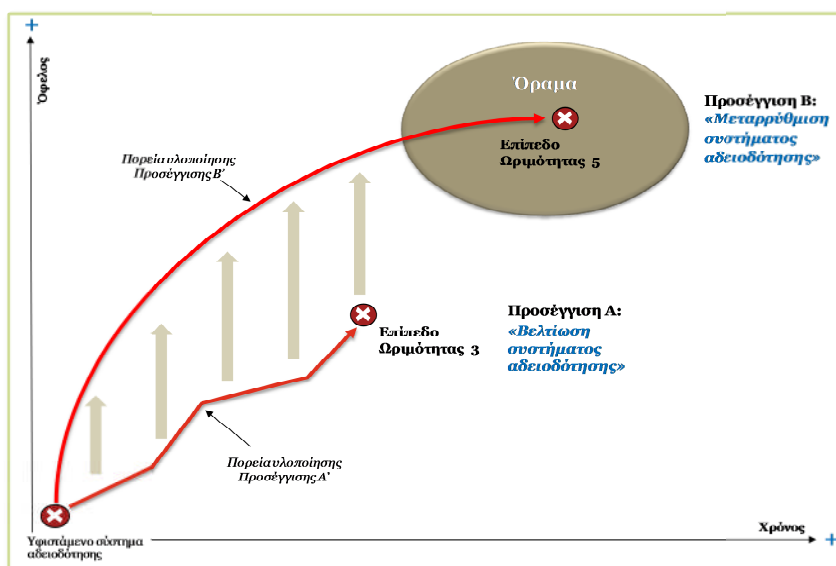 +
Όφελος
Όραμα
Επίπεδο
Ωριμότητας 5
Προσέγγιση Β:
«Μεταρρύθμιση
συστήματος
αδειοδότησης»
Πορεία υλοποίησης
Προσέγγισης Β'
Επίπεδο
Ωριμότητας 3
Προσέγγιση Α:
«Βελτίωση
συστήματος
αδειοδότησης»
Πορεία υλοποίησης
Προσέγγισης Α'
Υφιστάμενο σύστημα
αδειοδότησης
Χρόνος
+